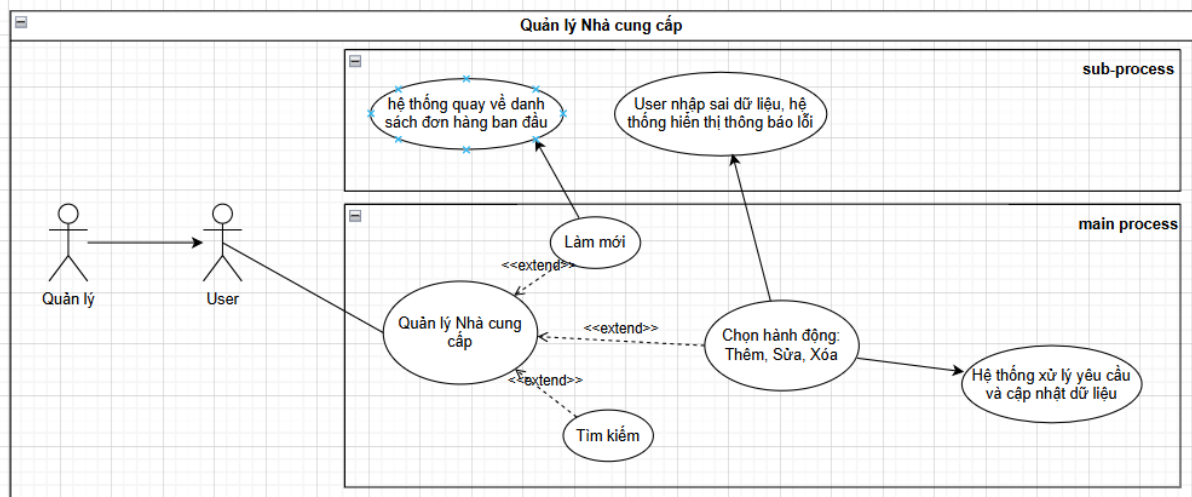 Quản lý Nhà cung cấp
sub-process
hệ thống quay về danh
sách đơn hàng ban đầu
User nhập sai dữ liệu, hệ
thống hiển thị thông báo lỗi
main process
Làm mới
<<extend>>
Quản lý
User
Quản lý Nhà cung
cấp
<<extend>>
Chọn hành động:
Thêm, Sửa, Xóa
<<extend>>
Hệ thống xử lý yêu cầu
và cập nhật dữ liệu
Tìm kiếm